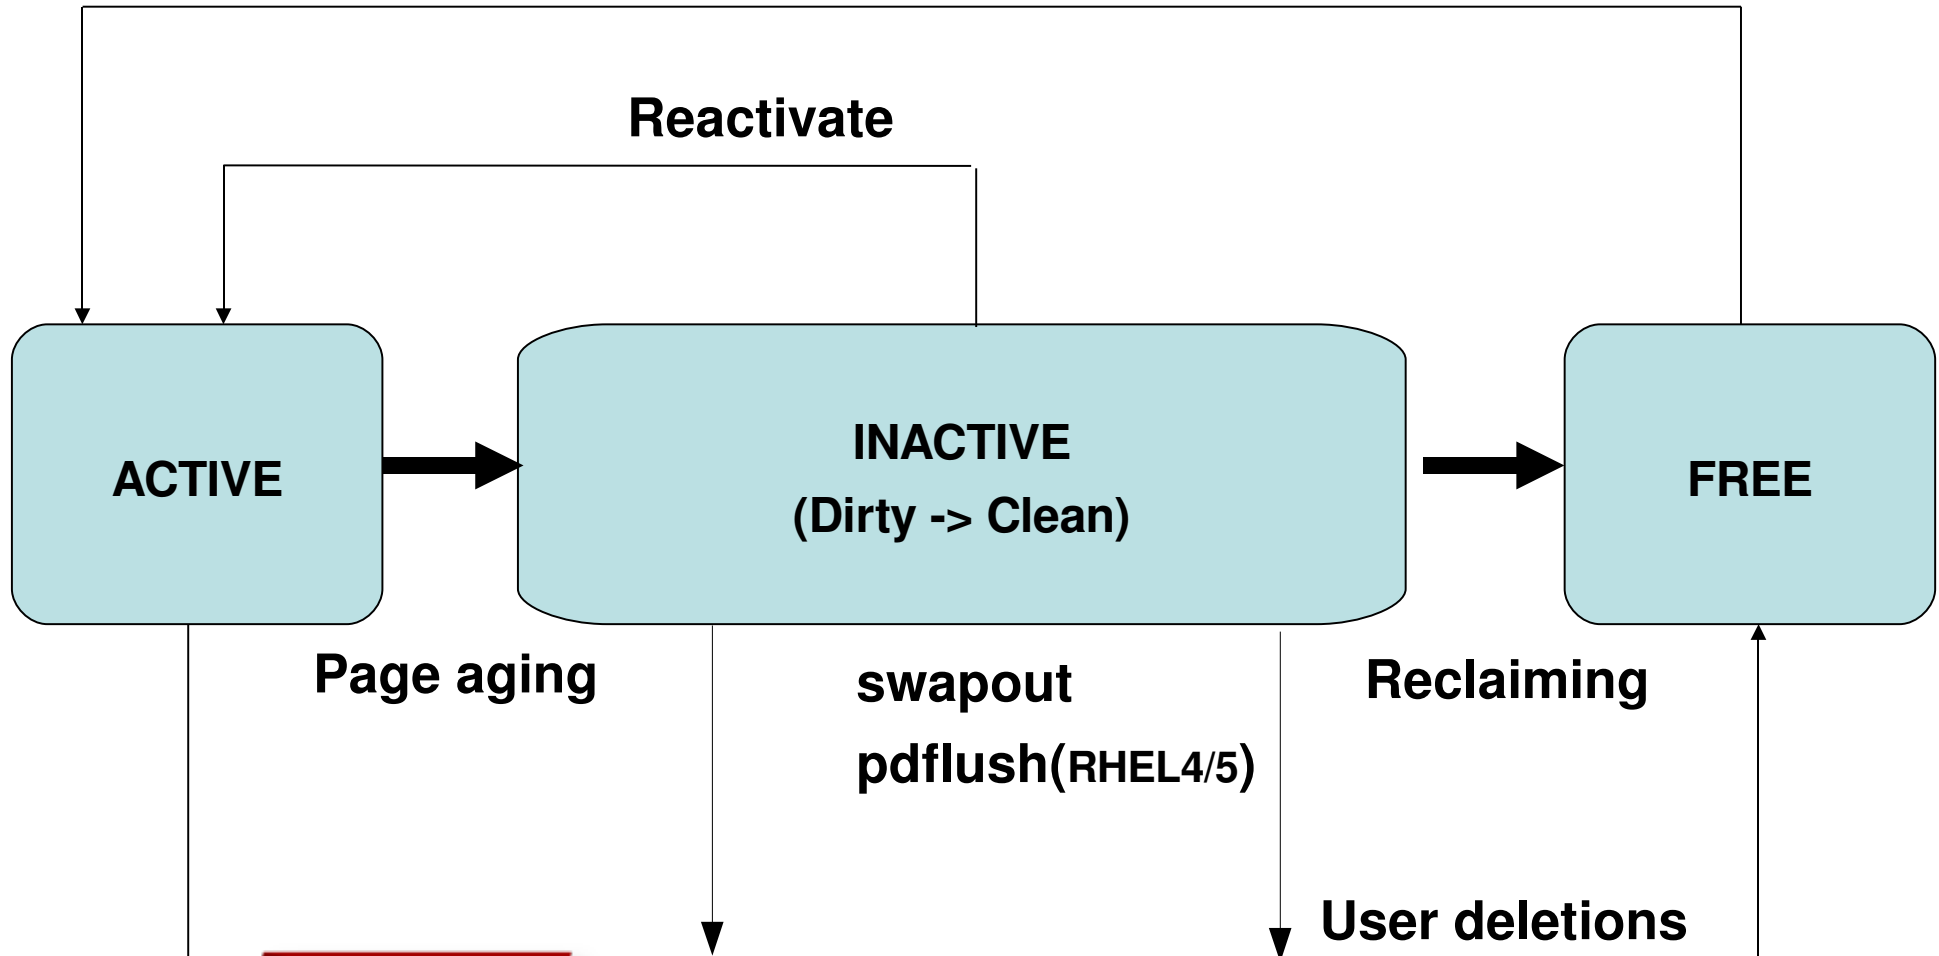 Reactivate
ACTIVE
INACTIVE
(Dirty -> Clean)
FREE
Page aging
swapout
pdflush(RHEL4/5)
Reclaiming
User deletions